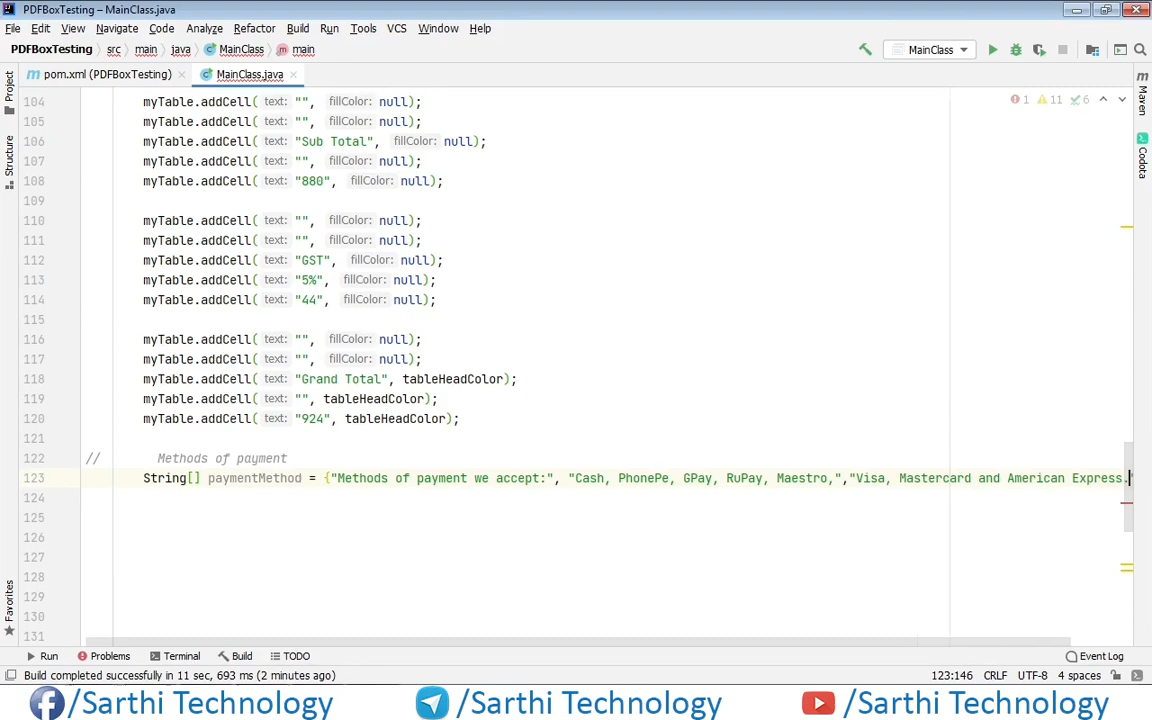 PDFBoxTesting – MainClass.java
File Edit View Navigate Code Analyze Refactor Build Run Tools VCS Window Help
PDFBoxTesting src main java MainClass main MainClass
pom.xml (PDFBoxTesting) MainClass.java
Project
Structure
Favorites
Maven
Codota
1 11 6
104 myTable.addCell( text: "", fillColor: null);
105 myTable.addCell( text: "", fillColor: null);
106 myTable.addCell( text: "Sub Total", fillColor: null);
107 myTable.addCell( text: "", fillColor: null);
108 myTable.addCell( text: "880", fillColor: null);
109
110 myTable.addCell( text: "", fillColor: null);
111 myTable.addCell( text: "", fillColor: null);
112 myTable.addCell( text: "GST", fillColor: null);
113 myTable.addCell( text: "5%", fillColor: null);
114 myTable.addCell( text: "44", fillColor: null);
115
116 myTable.addCell( text: "", fillColor: null);
117 myTable.addCell( text: "", fillColor: null);
118 myTable.addCell( text: "Grand Total", tableHeadColor);
119 myTable.addCell( text: "", tableHeadColor);
120 myTable.addCell( text: "924", tableHeadColor);
121
122 // Methods of payment
123 String[] paymentMethod = {"Methods of payment we accept:", "Cash, PhonePe, GPay, RuPay, Maestro,","Visa, Mastercard and American Express."
124
125
126
127
128
129
130
131
Run Problems Terminal Build TODO Event Log
Build completed successfully in 11 sec, 693 ms (2 minutes ago) 123:146 CRLF UTF-8 4 spaces
/Sarthi Technology /Sarthi Technology /Sarthi Technology